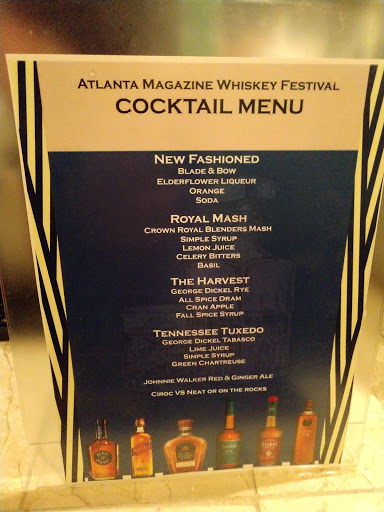 Atlanta Magazine Whiskey Festival
COCKTAIL MENU
New Fashioned
Blade & Bow
Elderflower Liqueur
Orange
Soda
Royal Mash
Crown Royal Blenders Mash
Simple Syrup
Lemon Juice
Celery Bitters
Basil
The Harvest
George Dickel Rye
All Spice Dram
Cran Apple
Fall Spice Syrup
Tennessee Tuxedo
George Dickel Tabasco
Lime Juice
Simple Syrup
Green Chartreuse
Johnnie Walker Red & Ginger Ale
Ciroc VS Neat or on the rocks